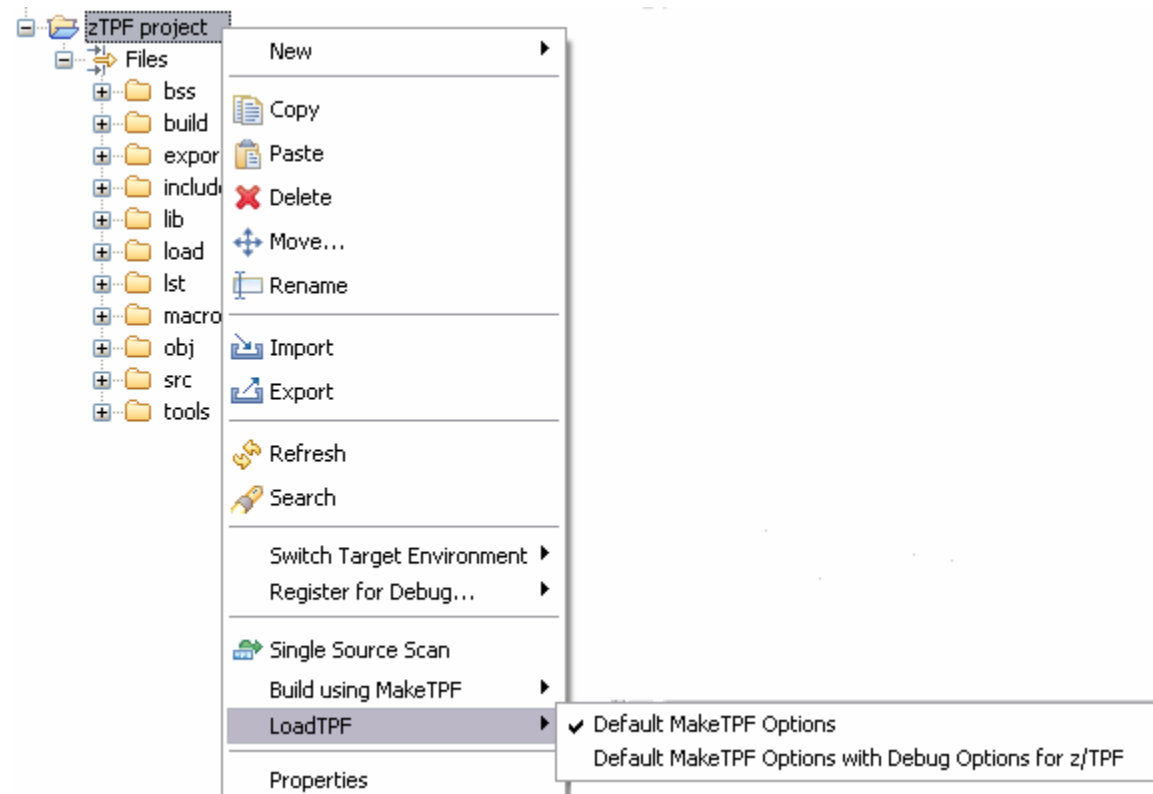 zTPF project
Files
bss
build
expor
include
lib
load
lst
macro
obj
src
tools
New
Copy
Paste
Delete
Move...
Rename
Import
Export
Refresh
Search
Switch Target Environment
Register for Debug...
Single Source Scan
Build using MakeTPF
LoadTPF
Properties
Default MakeTPF Options
Default MakeTPF Options with Debug Options for z/TPF